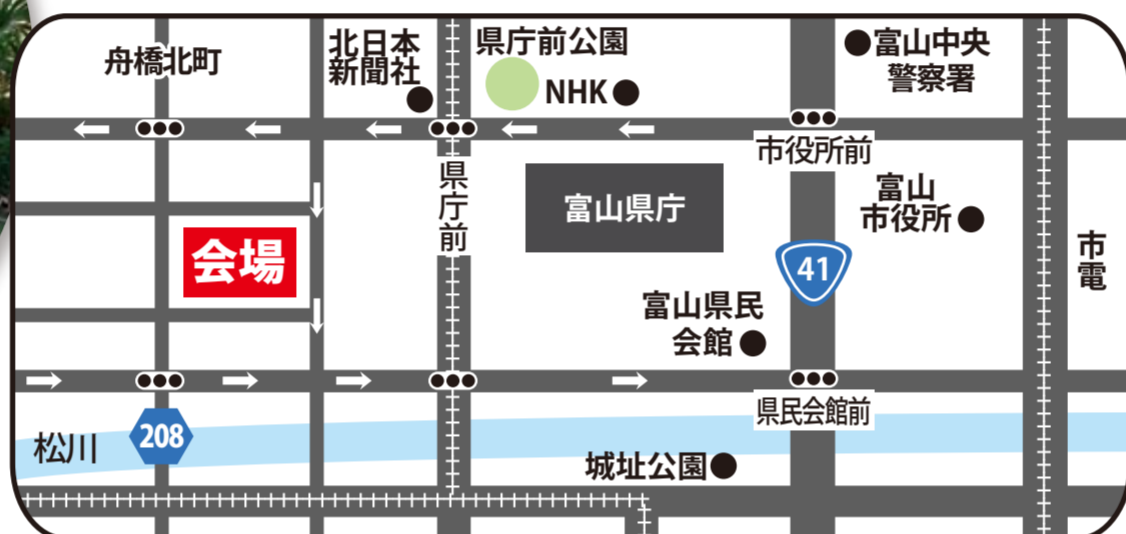 舟橋北町
北日本
新聞社
県庁前公園
NHK
富山中央
警察署
市役所前
県庁前
富山県庁
富山
市役所
市電
会場
41
富山県民
会館
県民会館前
松川
208
城址公園